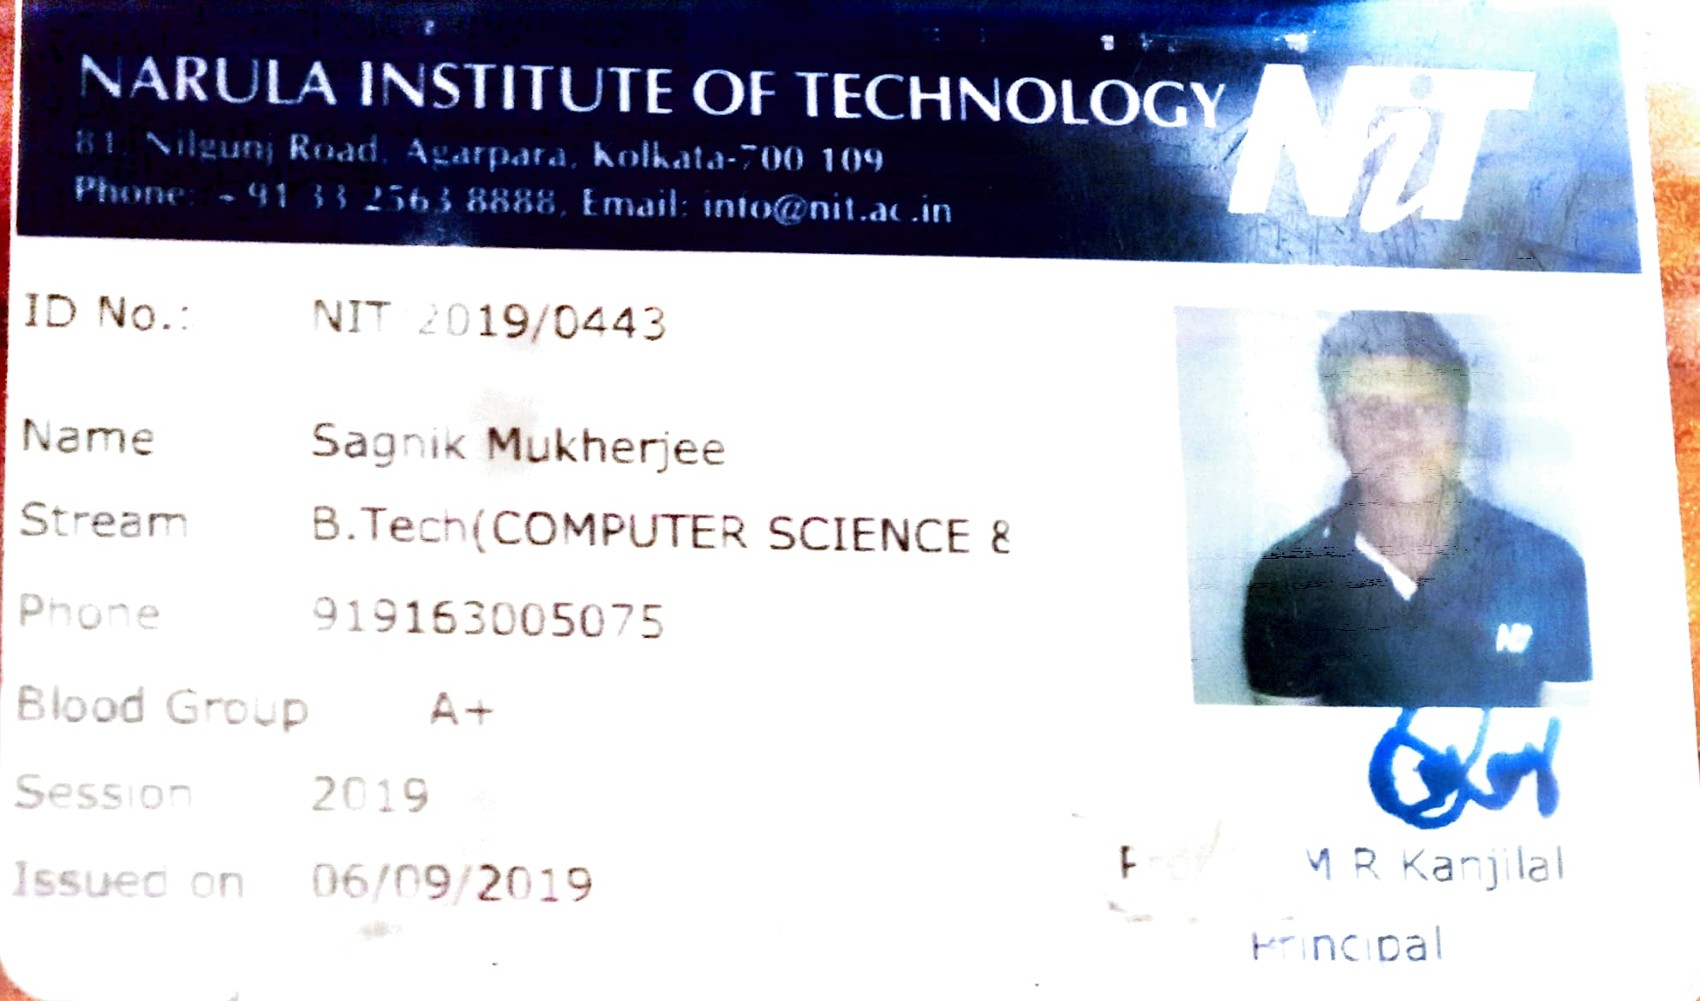 NARULA INSTITUTE OF TECHNOLOGY
NiT
81, Nilgunj Road, Agarpara, Kolkata-700 109
Phone: +91 33 2563 8888, Email: info@nit.ac.in
ID No.: NIT 2019/0443
Name Sagnik Mukherjee
Stream B.Tech(COMPUTER SCIENCE &
Phone 919163005075
Blood Group A+
Session 2019
Issued on 06/09/2019
M R Kanjilal
Principal